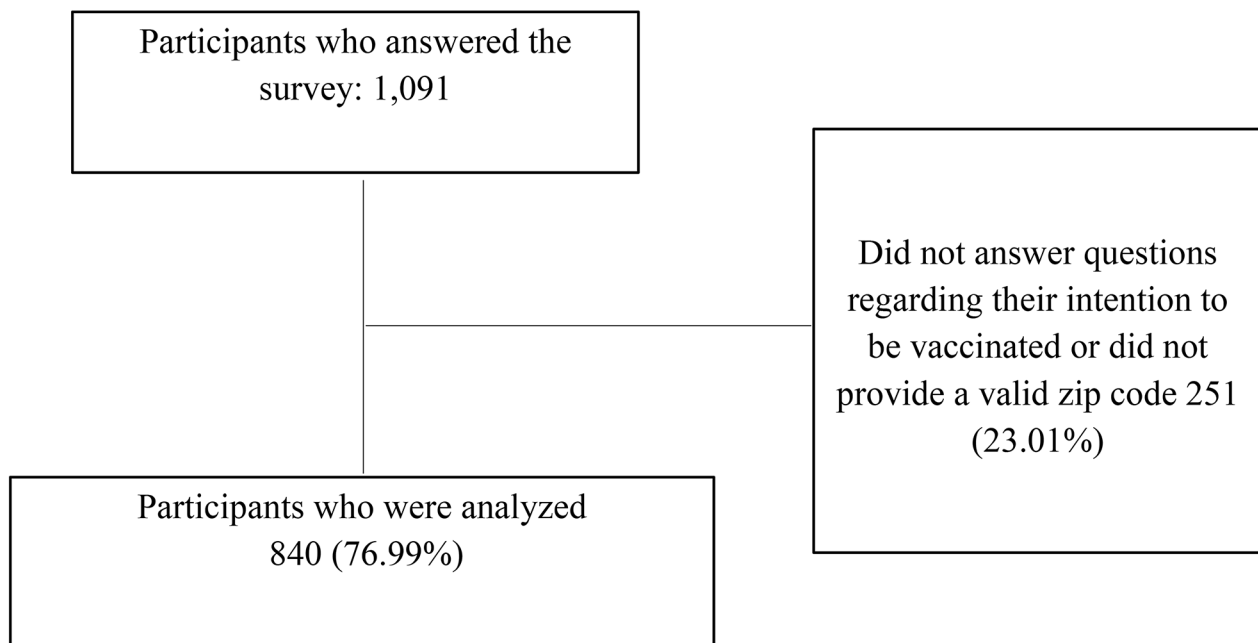 Participants who answered the
survey: 1,091
Did not answer questions
regarding their intention to
be vaccinated or did not
provide a valid zip code 251
(23.01%)
Participants who were analyzed
840 (76.99%)